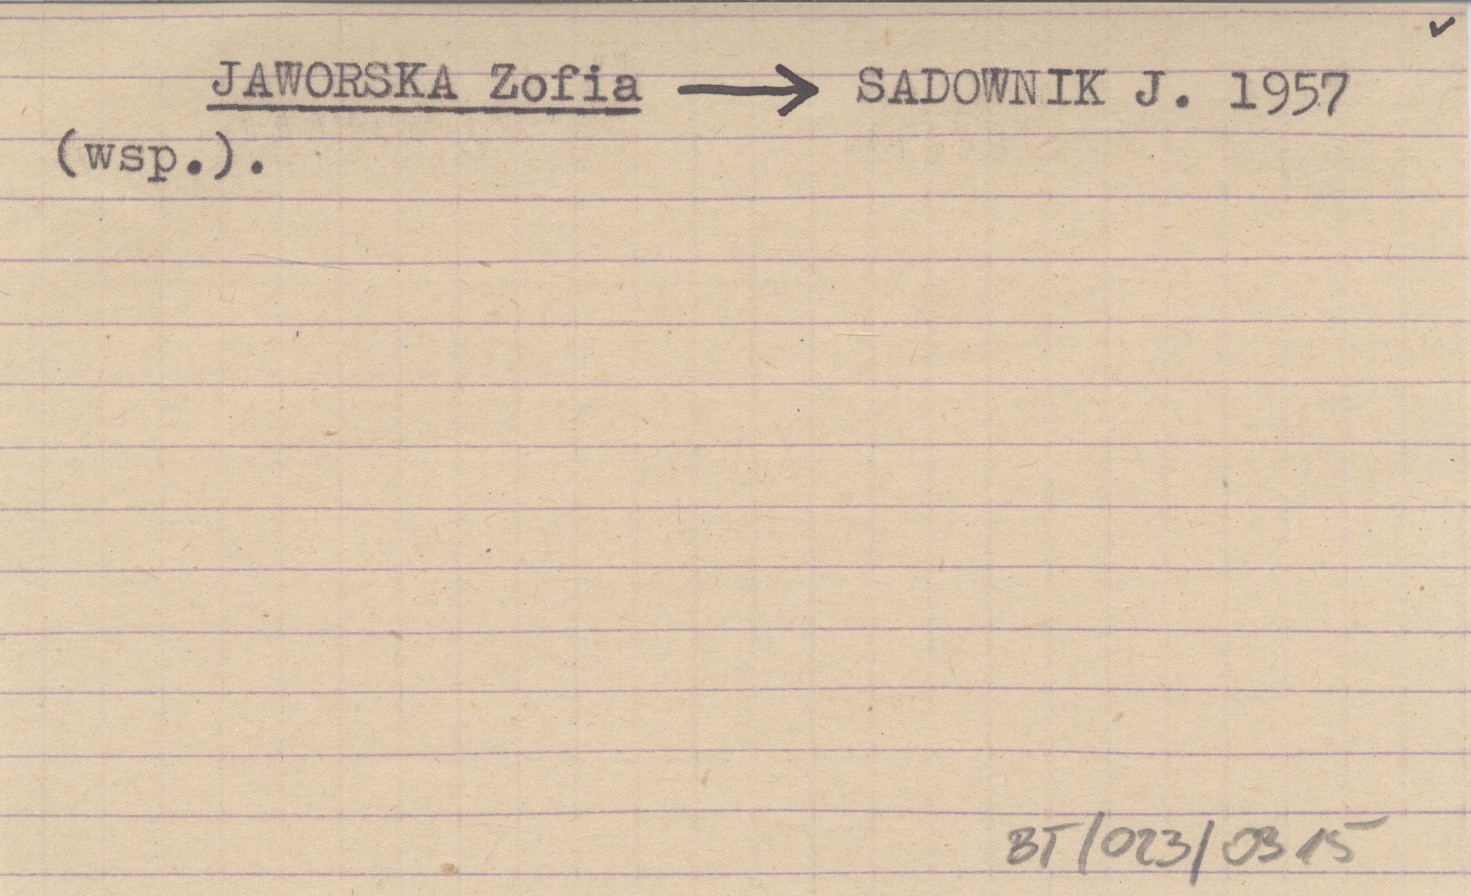 JAWORSKA Zofia → SADOWNIK J. 1957
(wsp.).
BT/023/0315